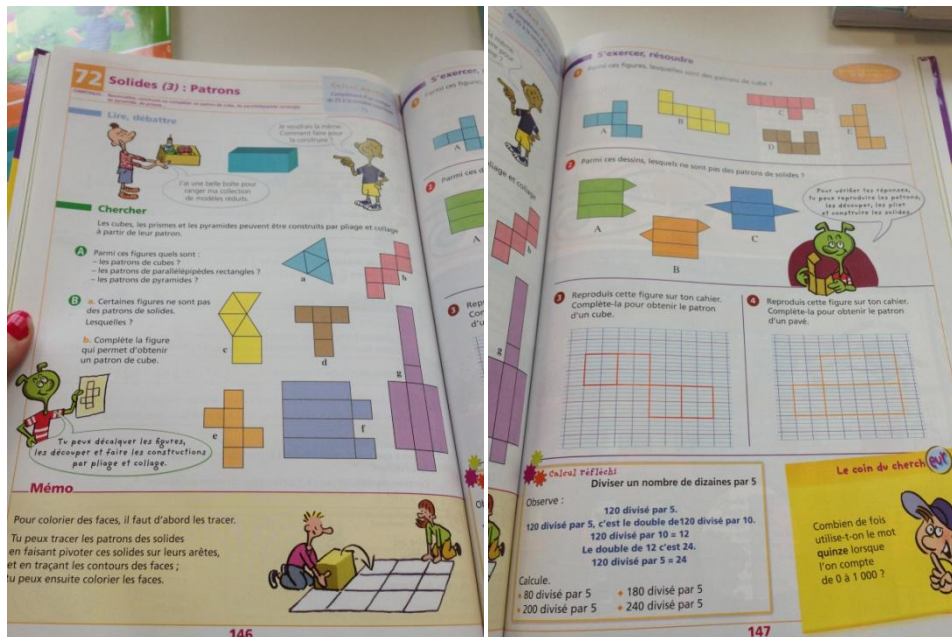 72 Solides (3) : Patrons
Lire, débattre
Je voudrais la même.
Comment faire pour
la construire ?
J'ai une belle boîte pour
ranger ma collection
de modèles réduits.
Chercher
Les cubes, les prismes et les pyramides peuvent être construits par pliage et collage
à partir de leur patron.
A Parmi ces figures quels sont :
– les patrons de cubes ?
– les patrons de parallélépipèdes rectangles ?
– les patrons de pyramides ?
a
b
B a. Certaines figures ne sont pas
des patrons de solides.
Lesquelles ?
b. Complète la figure
qui permet d'obtenir
un patron de cube.
c
d
g
e
f
Tu peux décalquer les figures,
les découper et faire les constructions
par pliage et collage.
Mémo
Pour colorier des faces, il faut d'abord les tracer.
Tu peux tracer les patrons des solides
en faisant pivoter ces solides sur leurs arêtes,
et en traçant les contours des faces ;
tu peux ensuite colorier les faces.
146
S'exercer, résoudre
1 Parmi ces figures, lesquelles sont des patrons de cube ?
A
B
C
D
E
2 Parmi ces dessins, lesquels ne sont pas des patrons de solides ?
A
B
C
Pour vérifier tes réponses,
tu peux reproduire les patrons,
les découper, les plier
et construire les solides.
3 Reproduis cette figure sur ton cahier.
Complète-la pour obtenir le patron
d'un cube.
4 Reproduis cette figure sur ton cahier.
Complète-la pour obtenir le patron
d'un pavé.
Calcul réfléchi
Diviser un nombre de dizaines par 5
Observe :
120 divisé par 5.
120 divisé par 5, c'est le double de120 divisé par 10.
120 divisé par 10 = 12
Le double de 12 c'est 24.
120 divisé par 5 = 24
Calcule.
80 divisé par 5
180 divisé par 5
200 divisé par 5
240 divisé par 5
Le coin du chercheur
Combien de fois
utilise-t-on le mot
quinze lorsque
l'on compte
de 0 à 1 000 ?
147